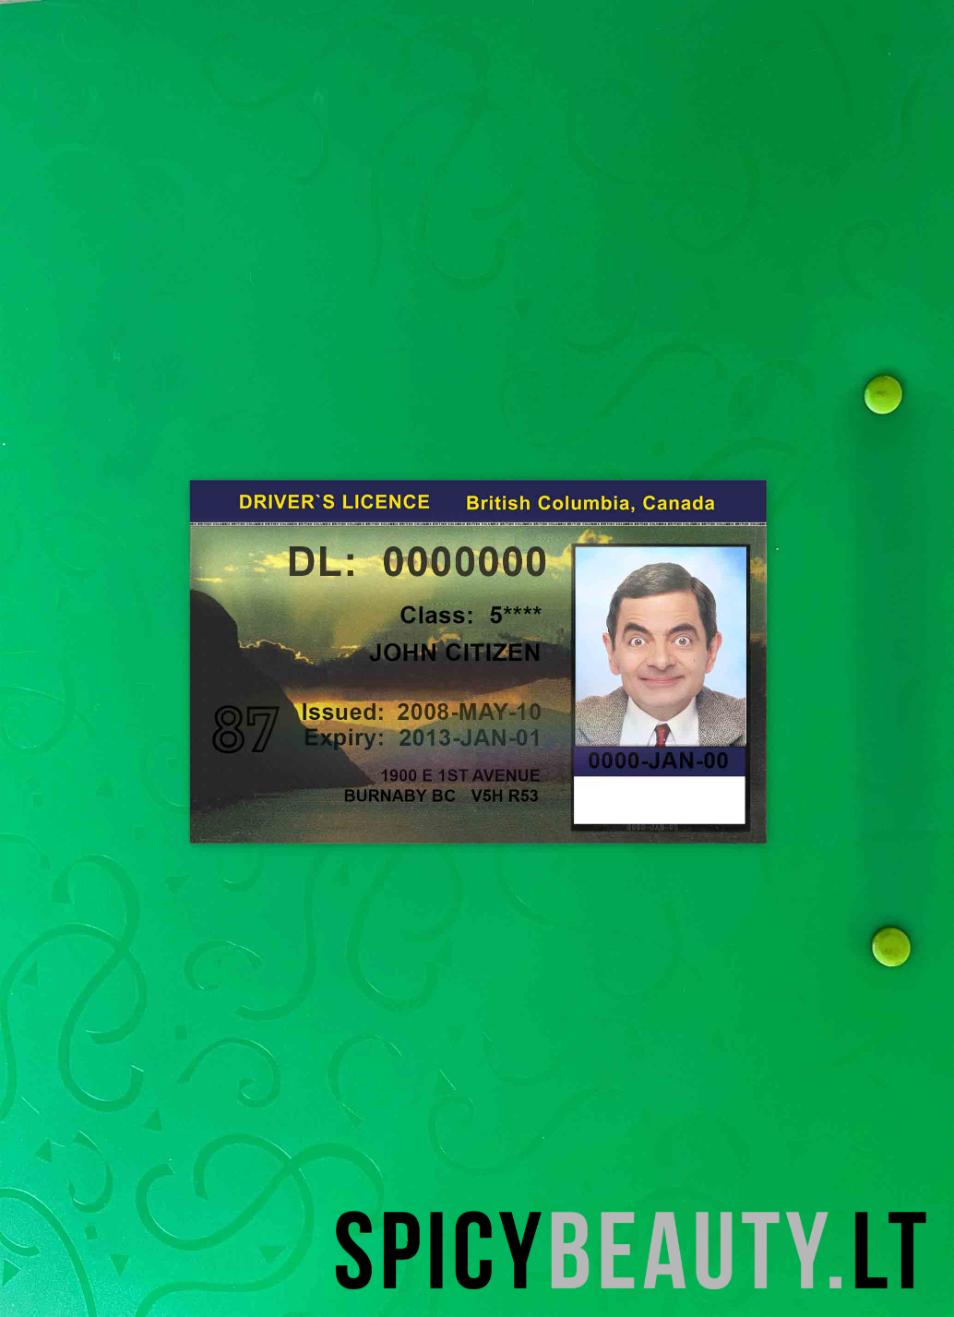 DRIVER`S LICENCE British Columbia, Canada
DL: 0000000
Class: 5****
JOHN CITIZEN
87
Issued: 2008-MAY-10
Expiry: 2013-JAN-01
1900 E 1ST AVENUE
BURNABY BC V5H R53
0000-JAN-00
SPICYBEAUTY.LT